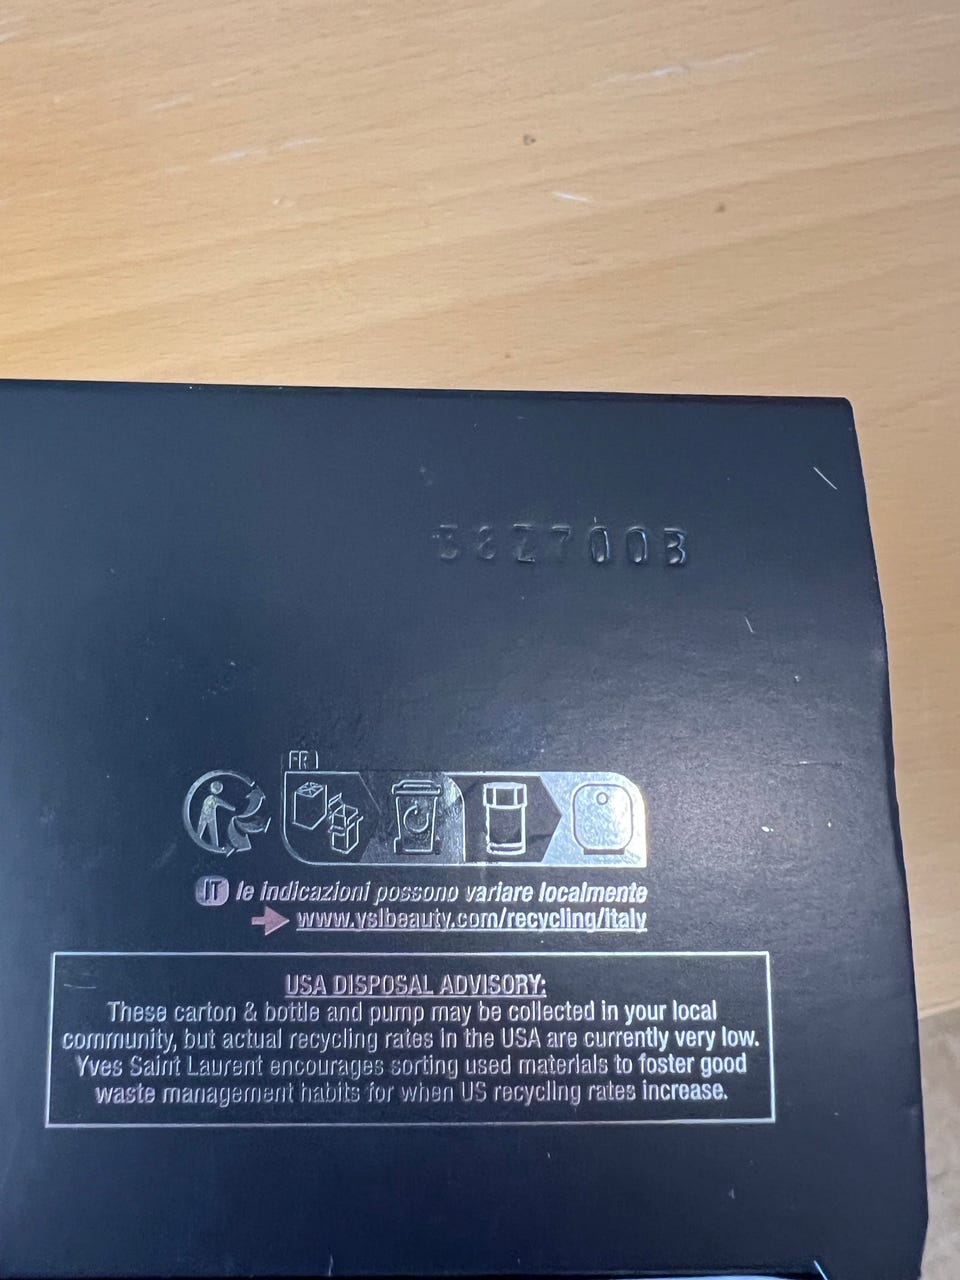 38Z700B
FR
IT le indicazioni possono variare localmente
www.yslbeauty.com/recycling/Italy
USA DISPOSAL ADVISORY:
These carton & bottle and pump may be collected in your local
community, but actual recycling rates in the USA are currently very low.
Yves Saint Laurent encourages sorting used materials to foster good
waste management habits for when US recycling rates increase.